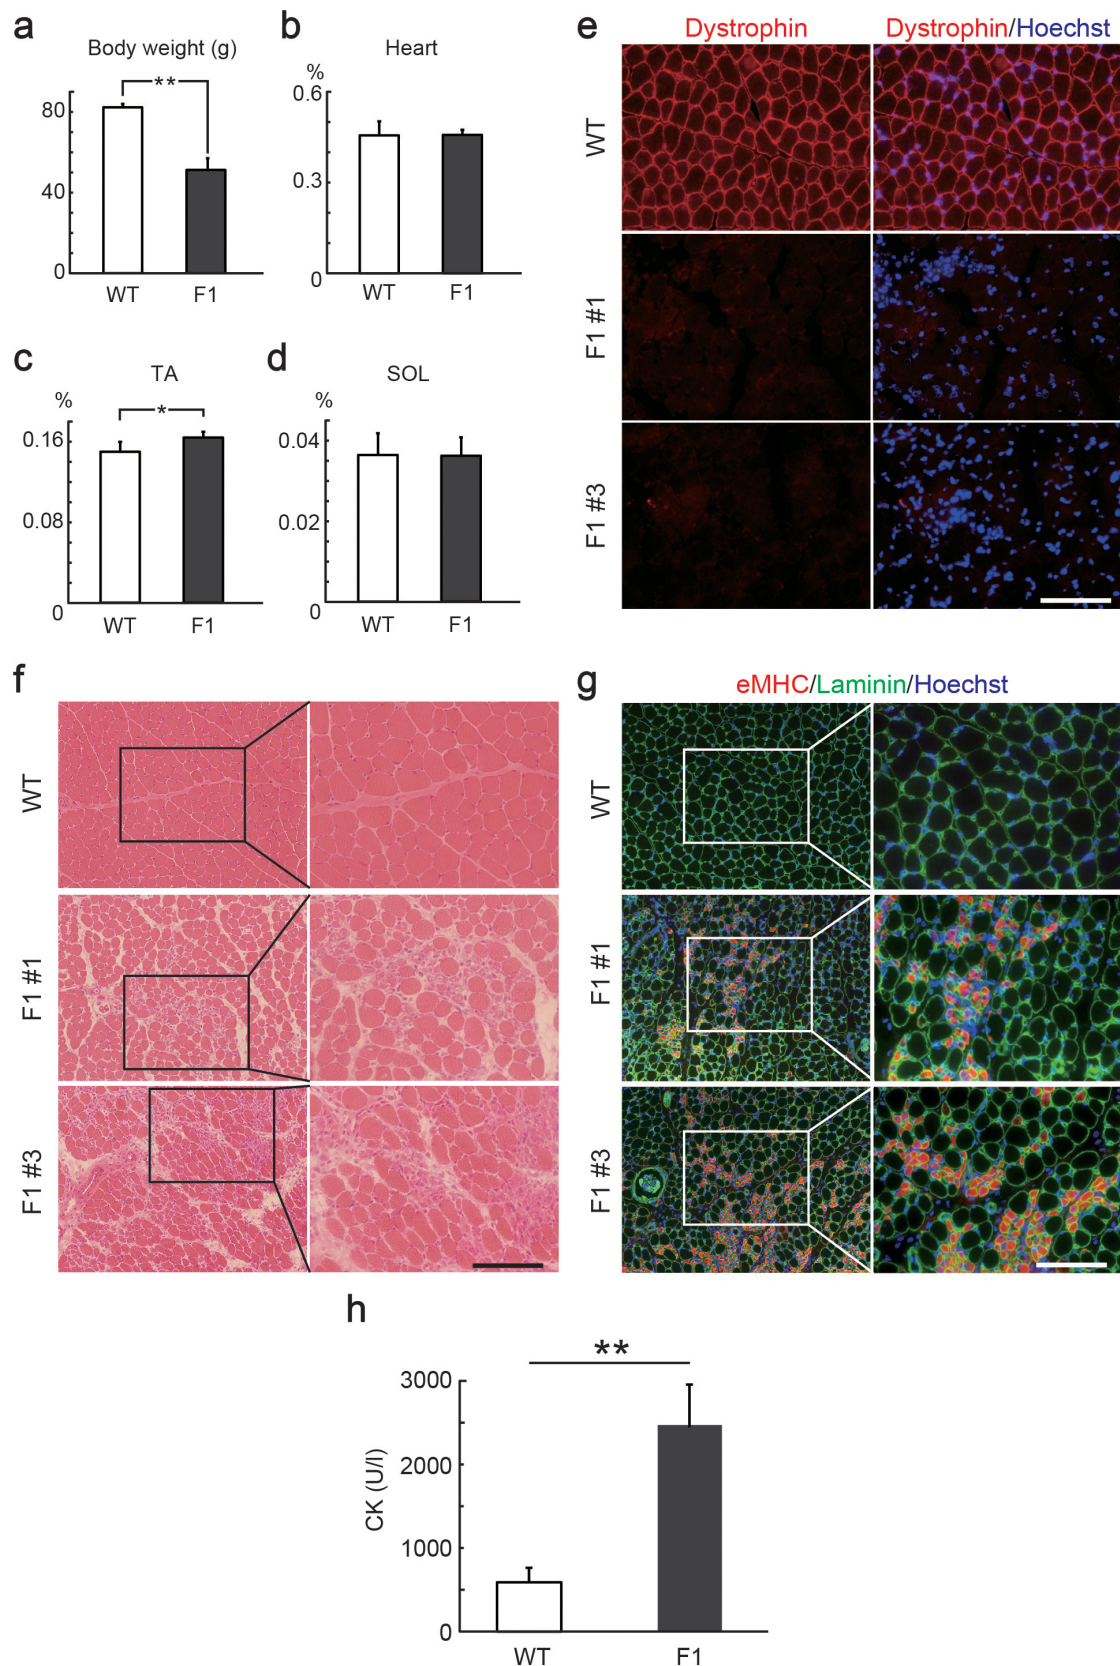 a
Body weight (g)
**
80
40
0
WT F1
b
Heart
%
0.6
0.3
0
WT F1
c
TA
%
*
0.16
0.08
0
WT F1
d
SOL
%
0.04
0.02
0
WT F1
e
Dystrophin Dystrophin/Hoechst
WT
F1 #1
F1 #3
f
WT
F1 #1
F1 #3
g
eMHC/Laminin/Hoechst
WT
F1 #1
F1 #3
h
**
CK (U/l)
3000
2000
1000
0
WT F1